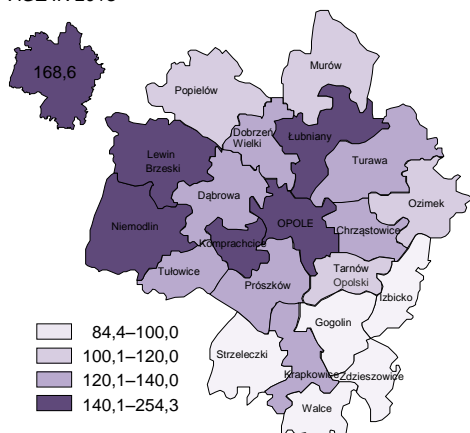 168,6
Murów
Popielów
Dobrzeń
Wielki
Łubniany
Lewin
Brzeski
Turawa
Dąbrowa
Ozimek
Niemodlin
OPOLE
Chrząstowice
Komprachcice
Tarnów
Opolski
Tułowice
Prószków
Izbicko
Gogolin
Strzeleczki
Krapkowice
Zdzieszowice
Walce
84,4–100,0
100,1–120,0
120,1–140,0
140,1–254,3